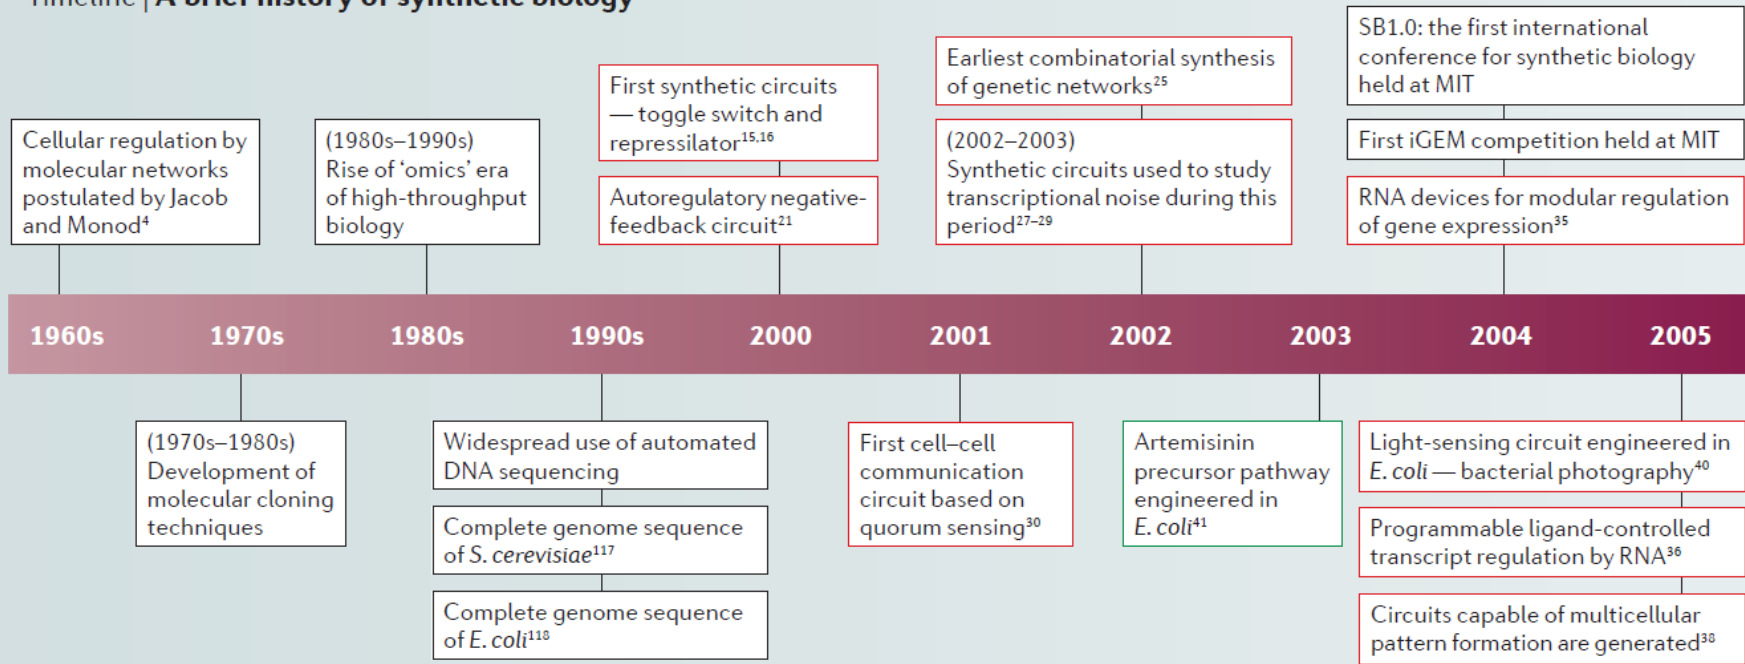 Timeline | A brief history of synthetic biology
Cellular regulation by
molecular networks
postulated by Jacob
and Monod⁴
(1980s–1990s)
Rise of ‘omics’ era
of high-throughput
biology
First synthetic circuits
— toggle switch and
repressilator¹⁵,¹⁶
Autoregulatory negative-
feedback circuit²¹
Earliest combinatorial synthesis
of genetic networks²⁵
(2002–2003)
Synthetic circuits used to study
transcriptional noise during this
period²⁷⁻²⁹
SB1.0: the first international
conference for synthetic biology
held at MIT
First iGEM competition held at MIT
RNA devices for modular regulation
of gene expression³⁵
1960s 1970s 1980s 1990s 2000 2001 2002 2003 2004 2005
(1970s–1980s)
Development of
molecular cloning
techniques
Widespread use of automated
DNA sequencing
Complete genome sequence
of S. cerevisiae¹¹⁷
Complete genome sequence
of E. coli¹¹⁸
First cell–cell
communication
circuit based on
quorum sensing³⁰
Artemisinin
precursor pathway
engineered in
E. coli⁴¹
Light-sensing circuit engineered in
E. coli — bacterial photography⁴⁰
Programmable ligand-controlled
transcript regulation by RNA³⁶
Circuits capable of multicellular
pattern formation are generated³⁸